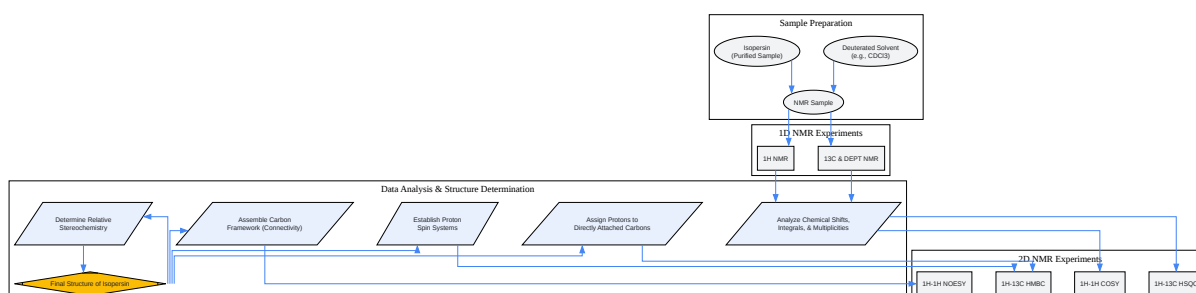 Sample Preparation
Isopersin
(Purified Sample)
Deuterated Solvent
(e.g., CDCl3)
NMR Sample
1D NMR Experiments
1H NMR
13C & DEPT NMR
Data Analysis & Structure Determination
Determine Relative
Stereochemistry
Assemble Carbon
Framework (Connectivity)
Establish Proton
Spin Systems
Assign Protons to
Directly Attached Carbons
Analyze Chemical Shifts,
Integrals, & Multiplicities
2D NMR Experiments
Final Structure of Isopersin
1H-1H NOESY
1H-13C HMBC
1H-1H COSY
1H-13C HSQC